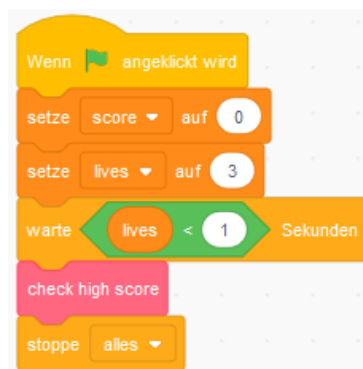 Wenn angeklickt wird
setze score auf 0
setze lives auf 3
warte lives < 1 Sekunden
check high score
stoppe alles